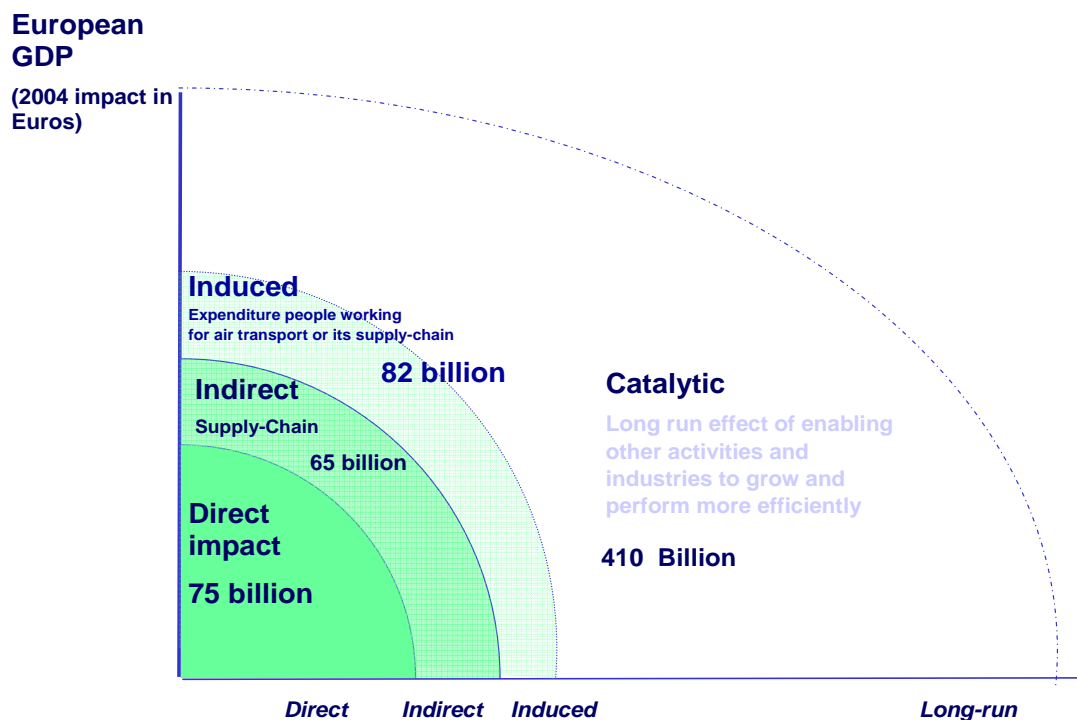 European
GDP
(2004 impact in
Euros)
Induced
Expenditure people working
for air transport or its supply-chain
82 billion
Indirect
Supply-Chain
65 billion
Direct
impact
75 billion
Catalytic
Long run effect of enabling
other activities and
industries to grow and
perform more efficiently
410 Billion
Direct Indirect Induced Long-run